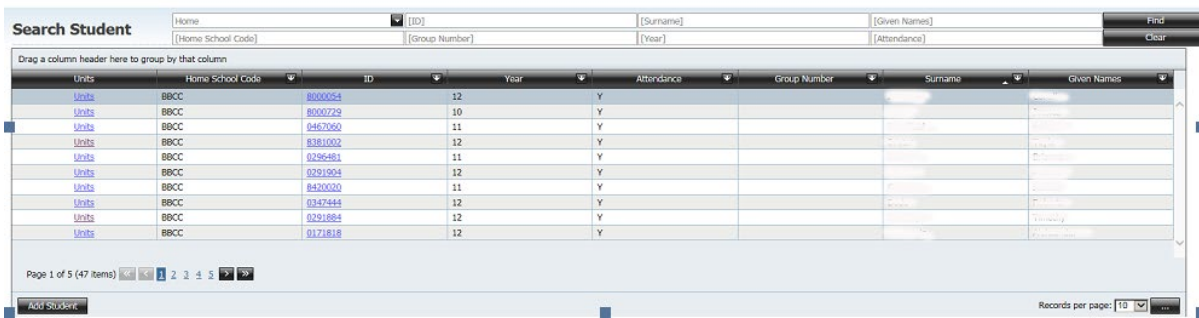 Search Student
Home [ID] [Surname] [Given Names] Find
[Home School Code] [Group Number] [Year] [Attendance] Clear
Drag a column header here to group by that column
Units Home School Code ID Year Attendance Group Number Surname Given Names
Units BBCC 8000054 12 Y
Units BBCC 8000729 10 Y
Units BBCC 0467060 11 Y
Units BBCC 8381002 12 Y
Units BBCC 0296481 11 Y
Units BBCC 0291904 12 Y
Units BBCC 8420020 11 Y
Units BBCC 0347444 12 Y
Units BBCC 0291884 12 Y
Units BBCC 0171818 12 Y
Page 1 of 5 (47 items) << < 1 2 3 4 5 > >>
Add Student Records per page: 10 ...